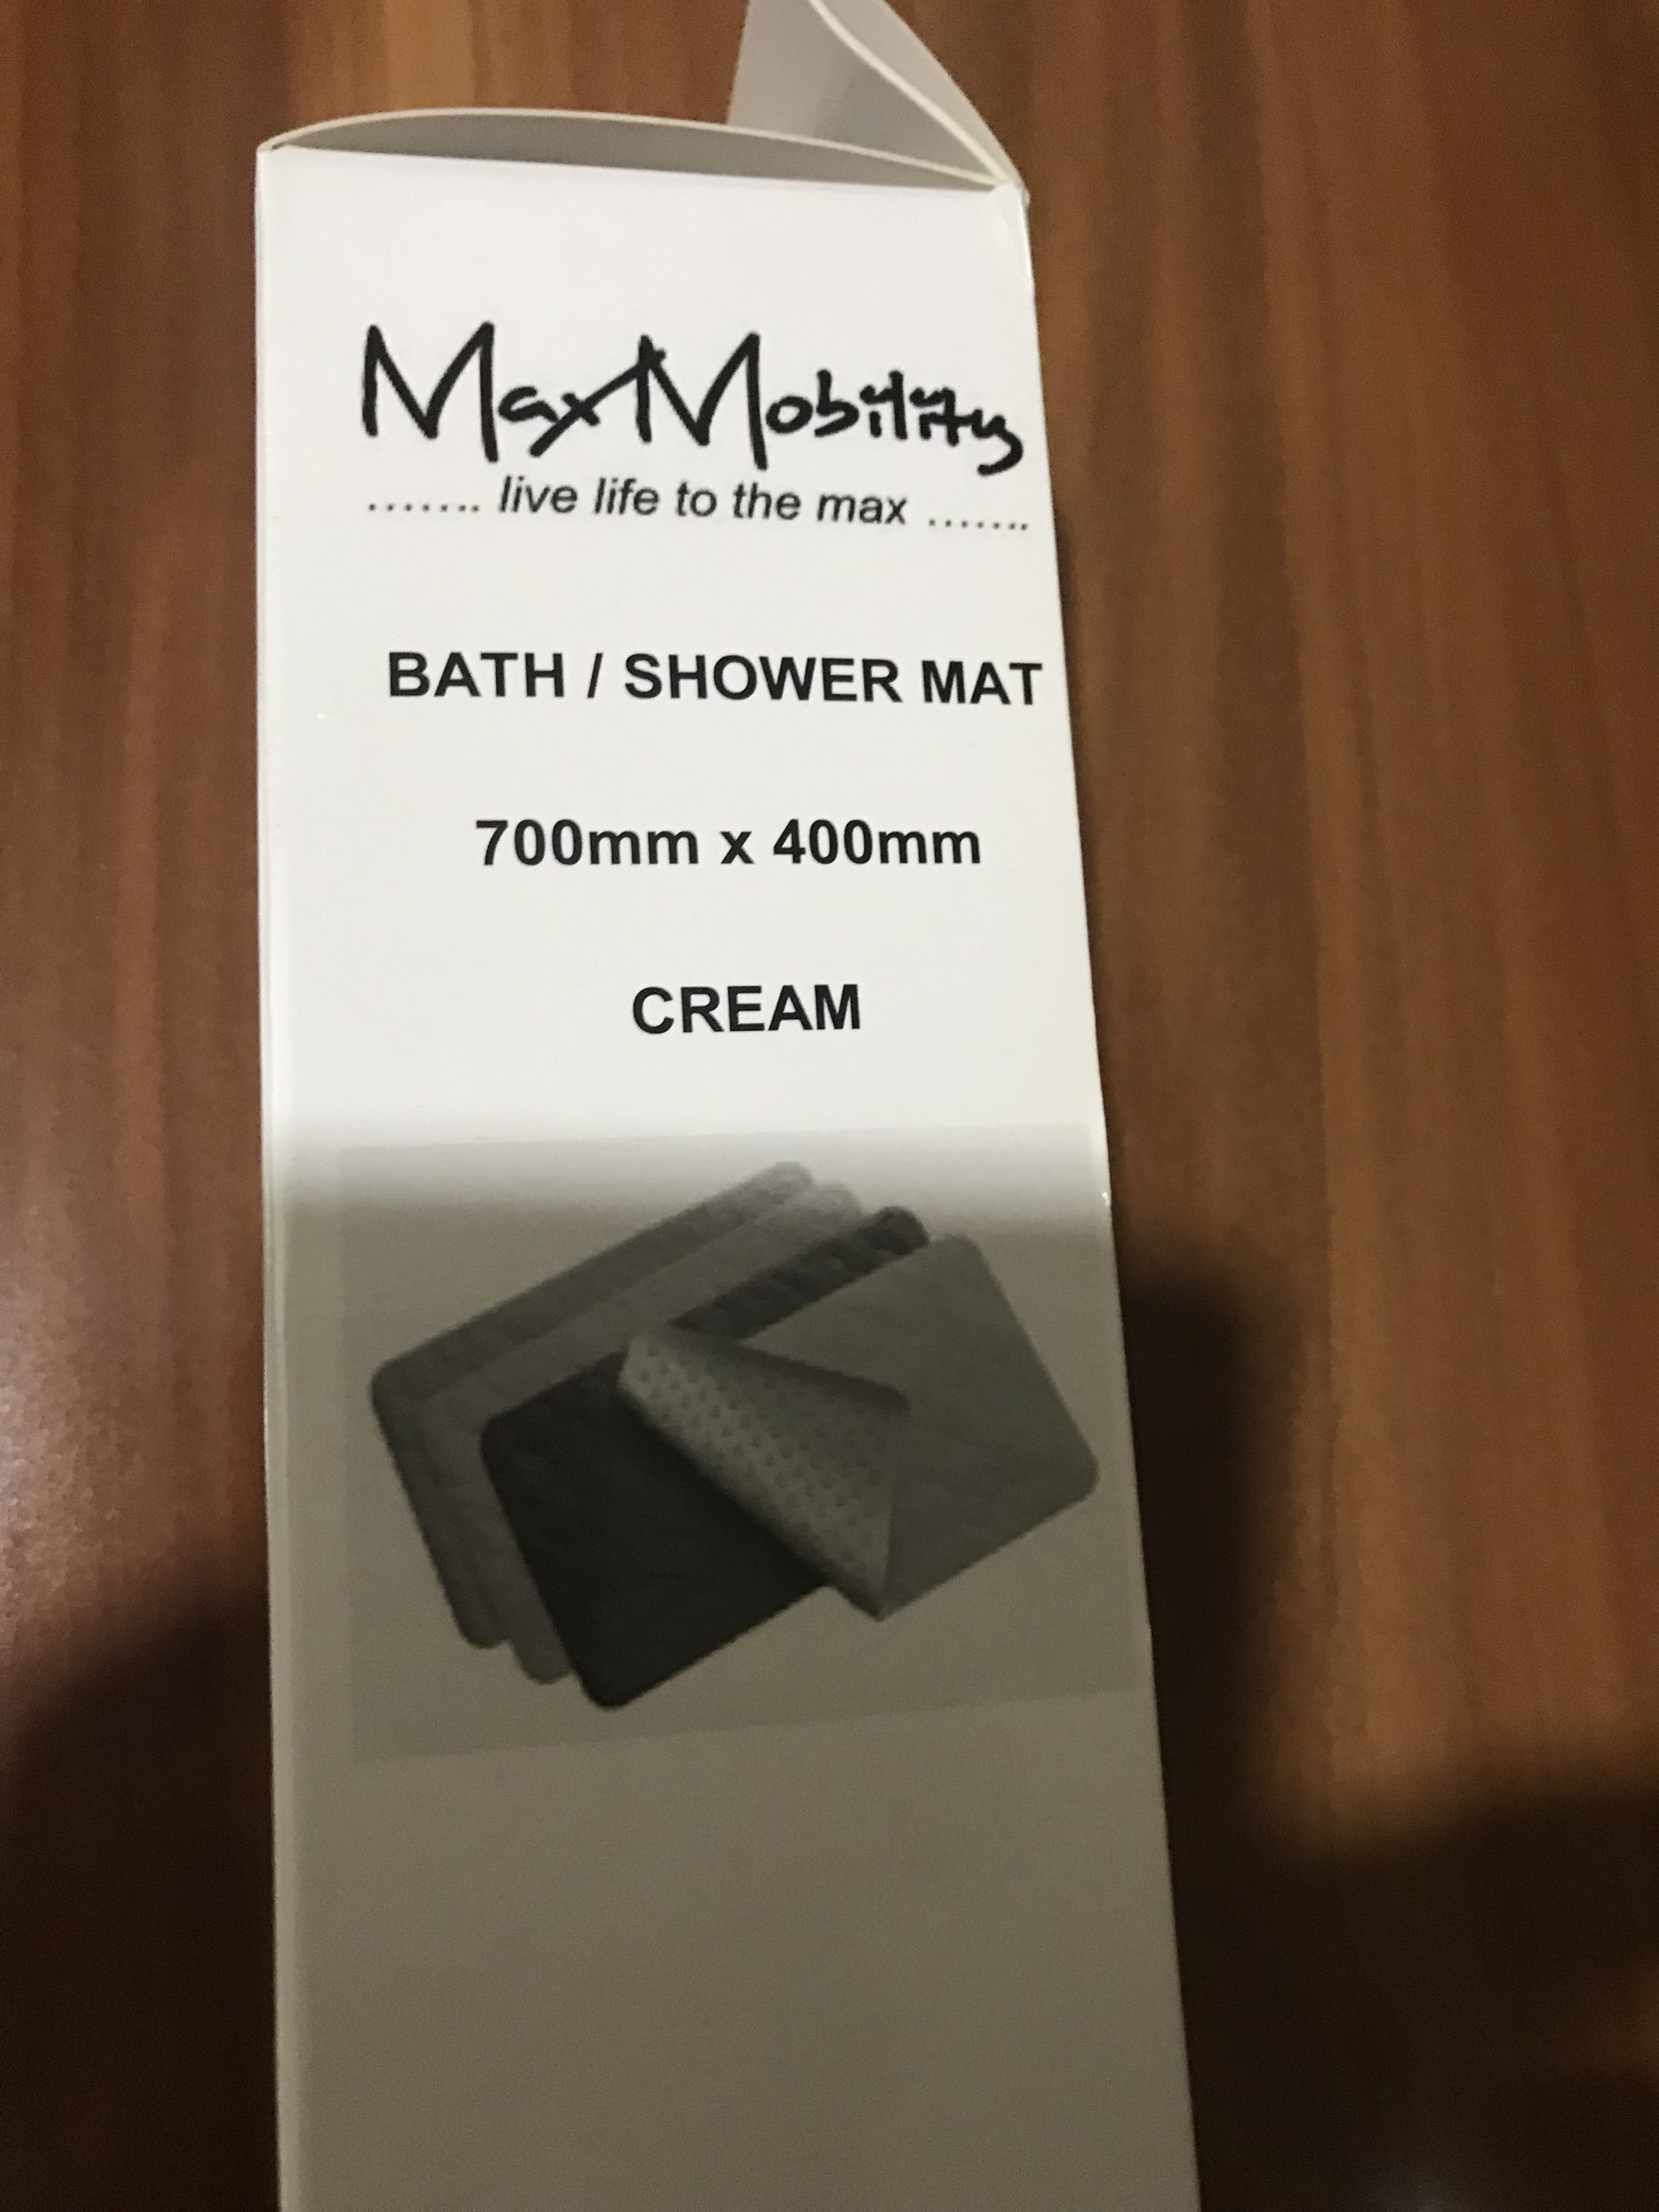 MaxMobility
....... live life to the max .......
BATH / SHOWER MAT
700mm x 400mm
CREAM